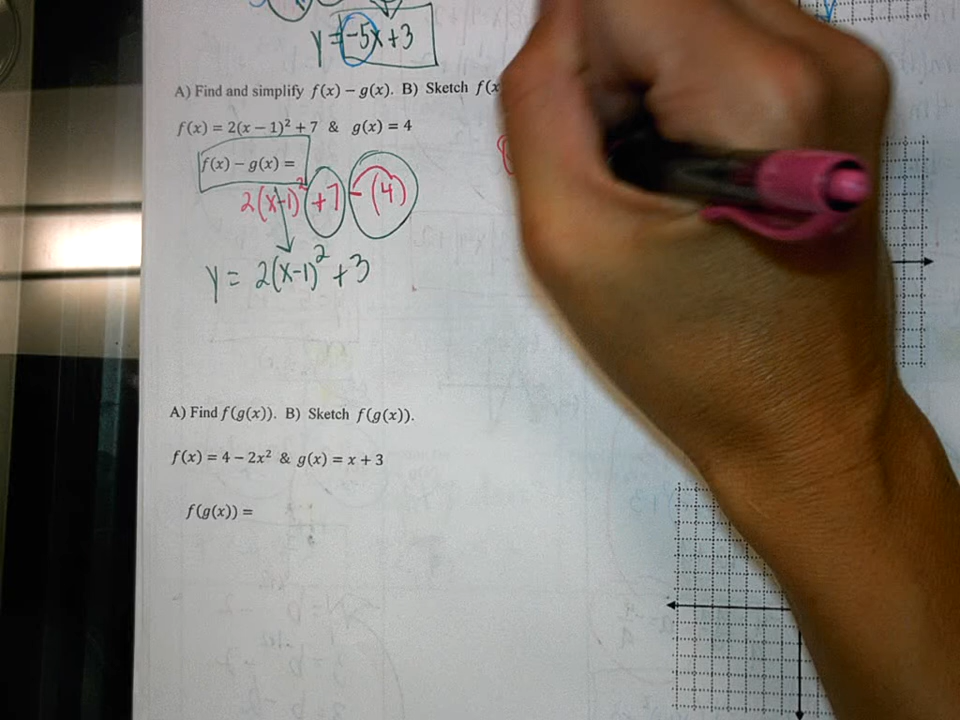 y = -5x+3
A) Find and simplify f(x) – g(x). B) Sketch f(x
f(x) = 2(x – 1)² + 7 & g(x) = 4
f(x) – g(x) =
2(x-1)² +7 - (4)
y = 2(x-1)² +3
A) Find f(g(x)). B) Sketch f(g(x)).
f(x) = 4 – 2x² & g(x) = x + 3
f(g(x)) =